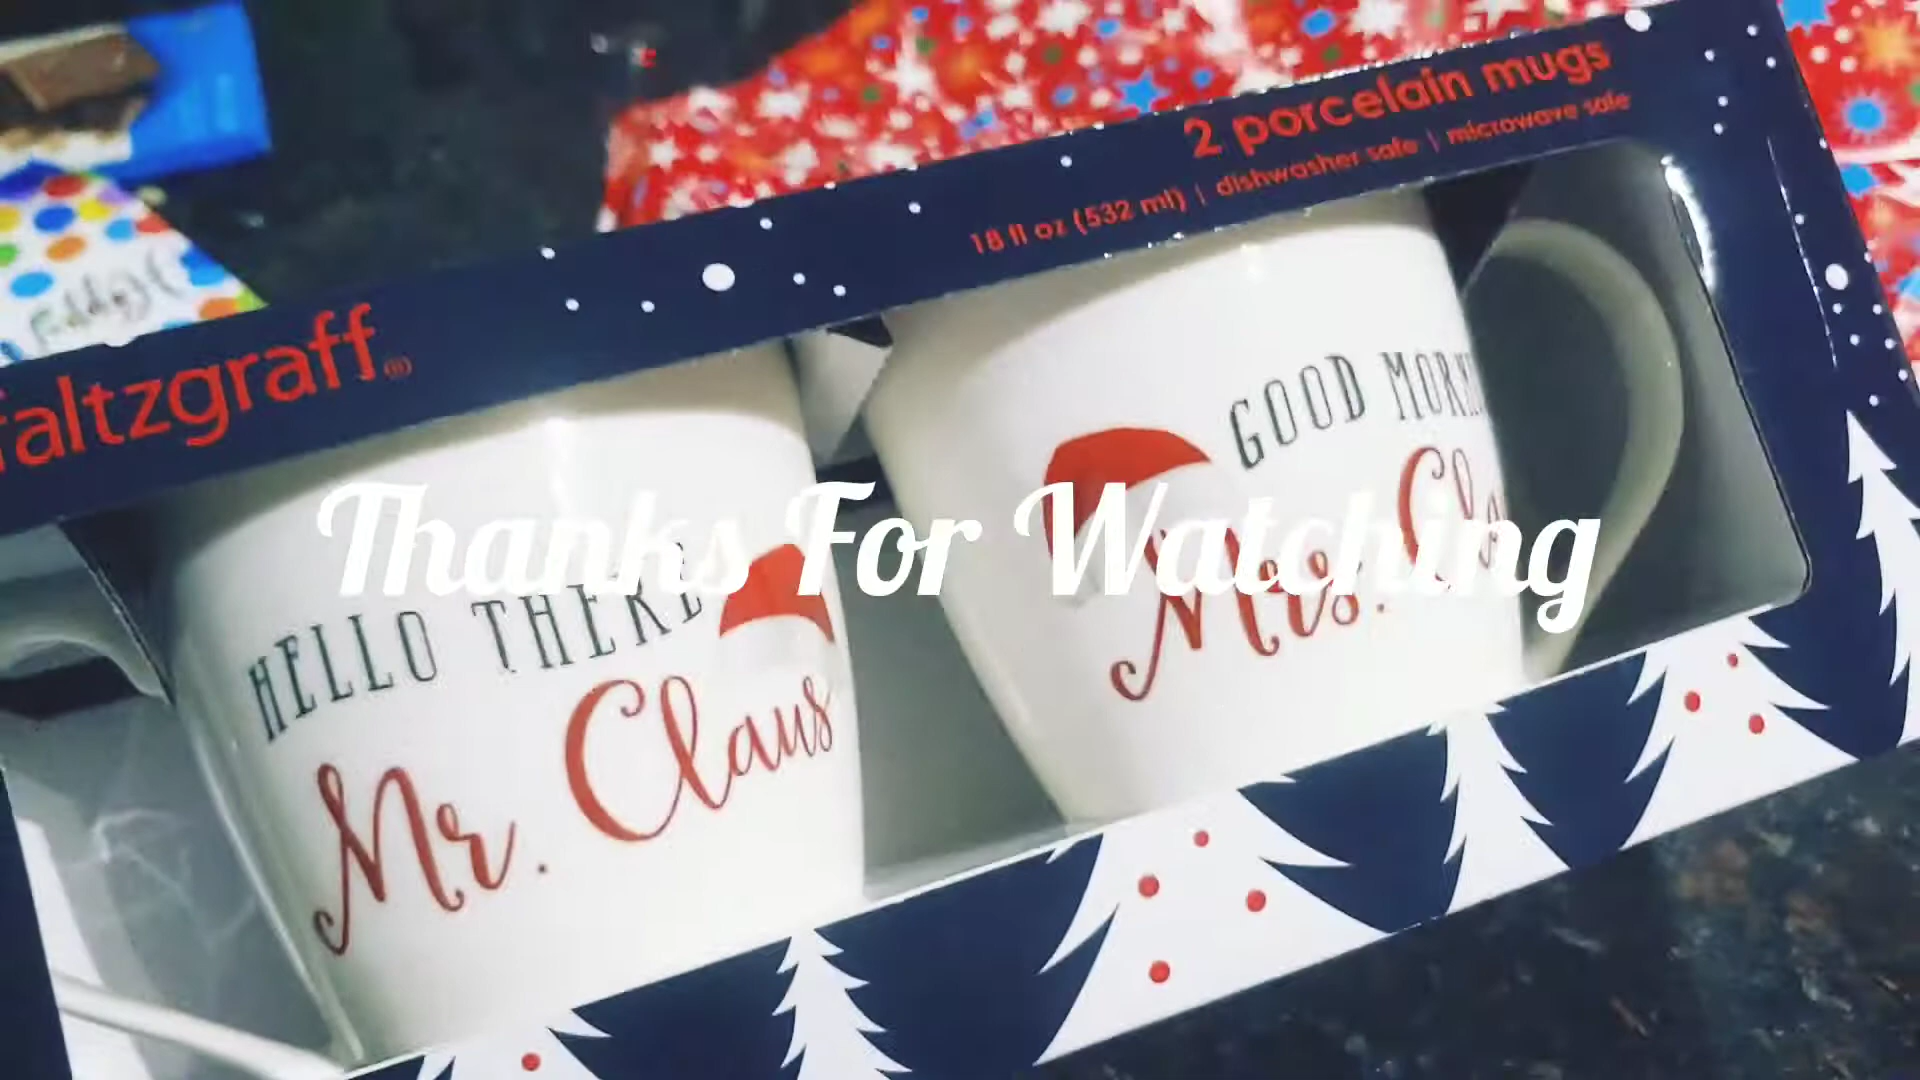 2 porcelain mugs
18 fl oz (532 ml) | dishwasher safe | microwave safe
faltzgraff®
Thanks For Watching
HELLO THERE
Mr. Claus
GOOD
Mrs.